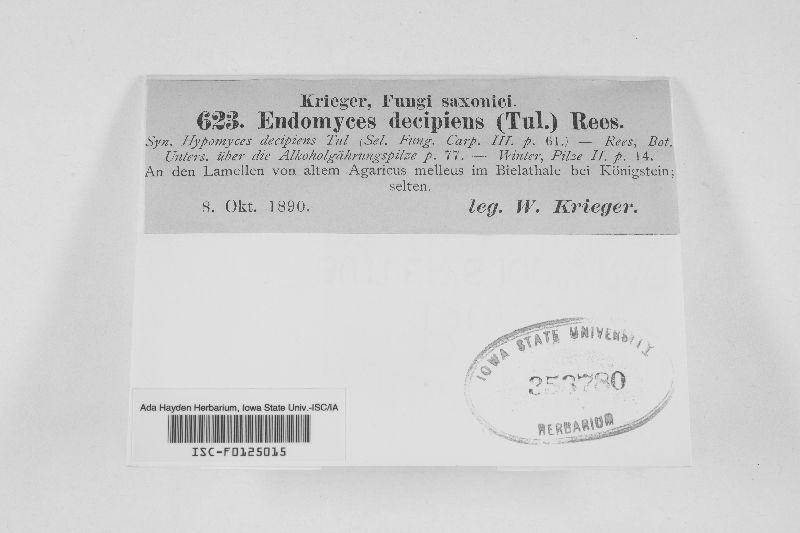 Krieger, Fungi saxonici.
623. Endomyces decipiens (Tul.) Rees.
Syn. Hypomyces decipiens Tul (Sel. Fung. Carp. III. p. 61.) — Rees, Bot.
Unters. über die Alkoholgährungspilze p. 77. — Winter, Pilze II. p. 14.
An den Lamellen von altem Agaricus melleus im Bielathale bei Königstein;
selten.
8. Okt. 1890. leg. W. Krieger.
IOWA STATE UNIVERSITY
353780
HERBARIUM
Ada Hayden Herbarium, Iowa State Univ.-ISC/IA
ISC-F0125015